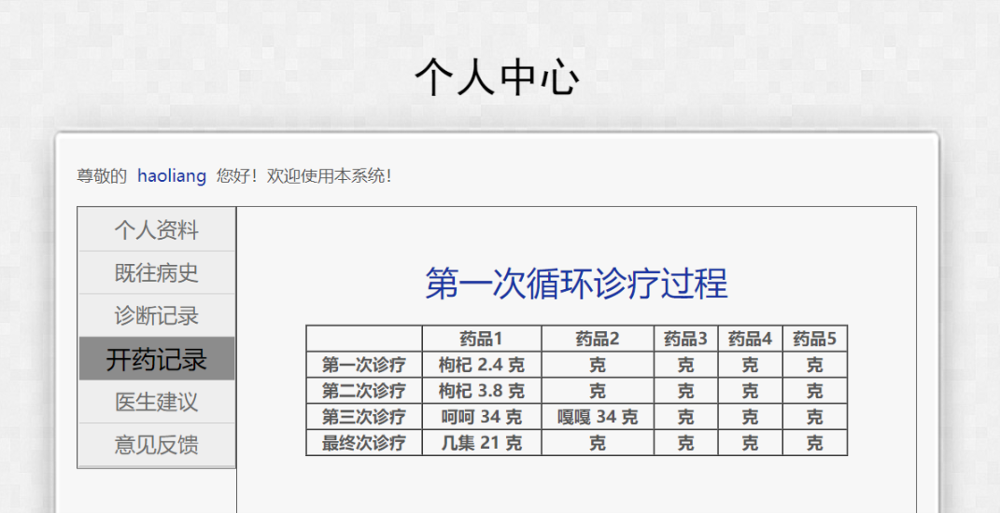 个人中心
尊敬的 haoliang 您好！欢迎使用本系统！
个人资料
既往病史
诊断记录
开药记录
医生建议
意见反馈
第一次循环诊疗过程
药品1 药品2 药品3 药品4 药品5
第一次诊疗 枸杞 2.4 克 克 克 克 克
第二次诊疗 枸杞 3.8 克 克 克 克 克
第三次诊疗 呵呵 34 克 嘎嘎 34 克 克 克 克
最终次诊疗 几集 21 克 克 克 克 克